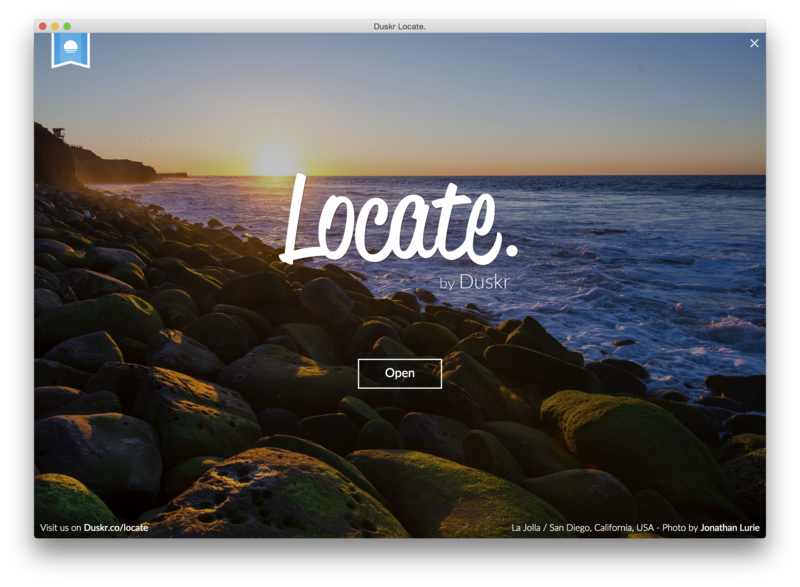 Duskr Locate.
Locate.
by Duskr
Open
Visit us on Duskr.co/locate
La Jolla / San Diego, California, USA - Photo by Jonathan Lurie